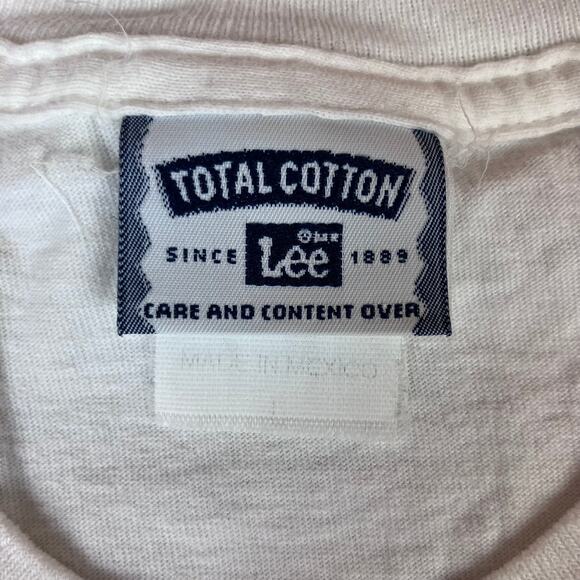 TOTAL COTTON
SINCE Lee 1889
CARE AND CONTENT OVER
MADE IN MEXICO